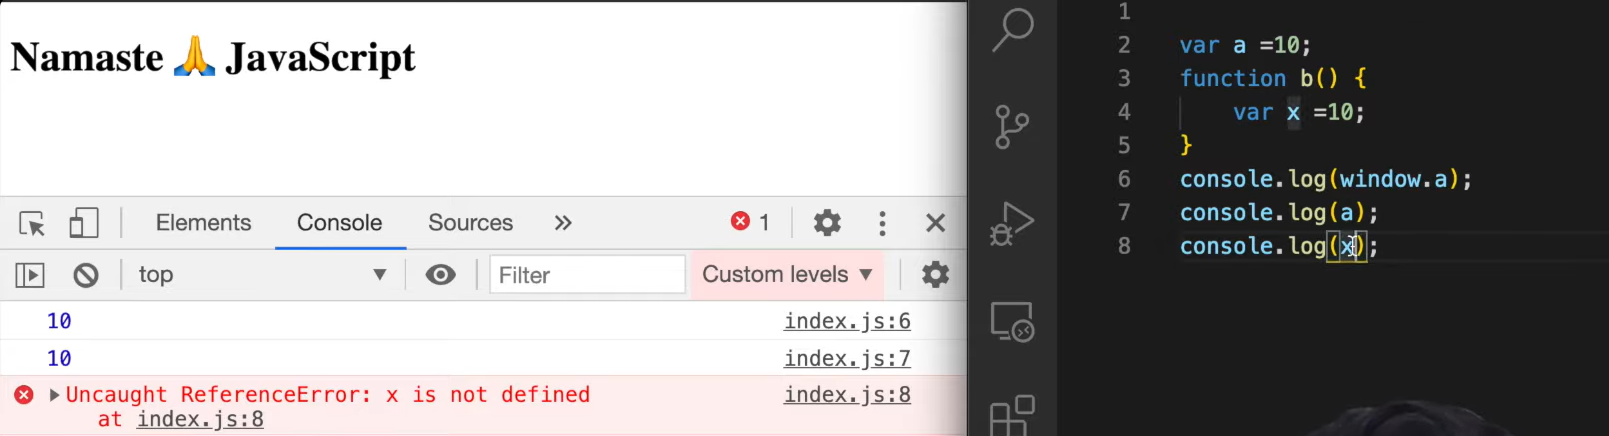 Namaste 🙏 JavaScript
Elements Console Sources » 1
top Filter Custom levels
10 index.js:6
10 index.js:7
Uncaught ReferenceError: x is not defined index.js:8
at index.js:8
1
2 var a =10;
3 function b() {
4 var x =10;
5 }
6 console.log(window.a);
7 console.log(a);
8 console.log(x);